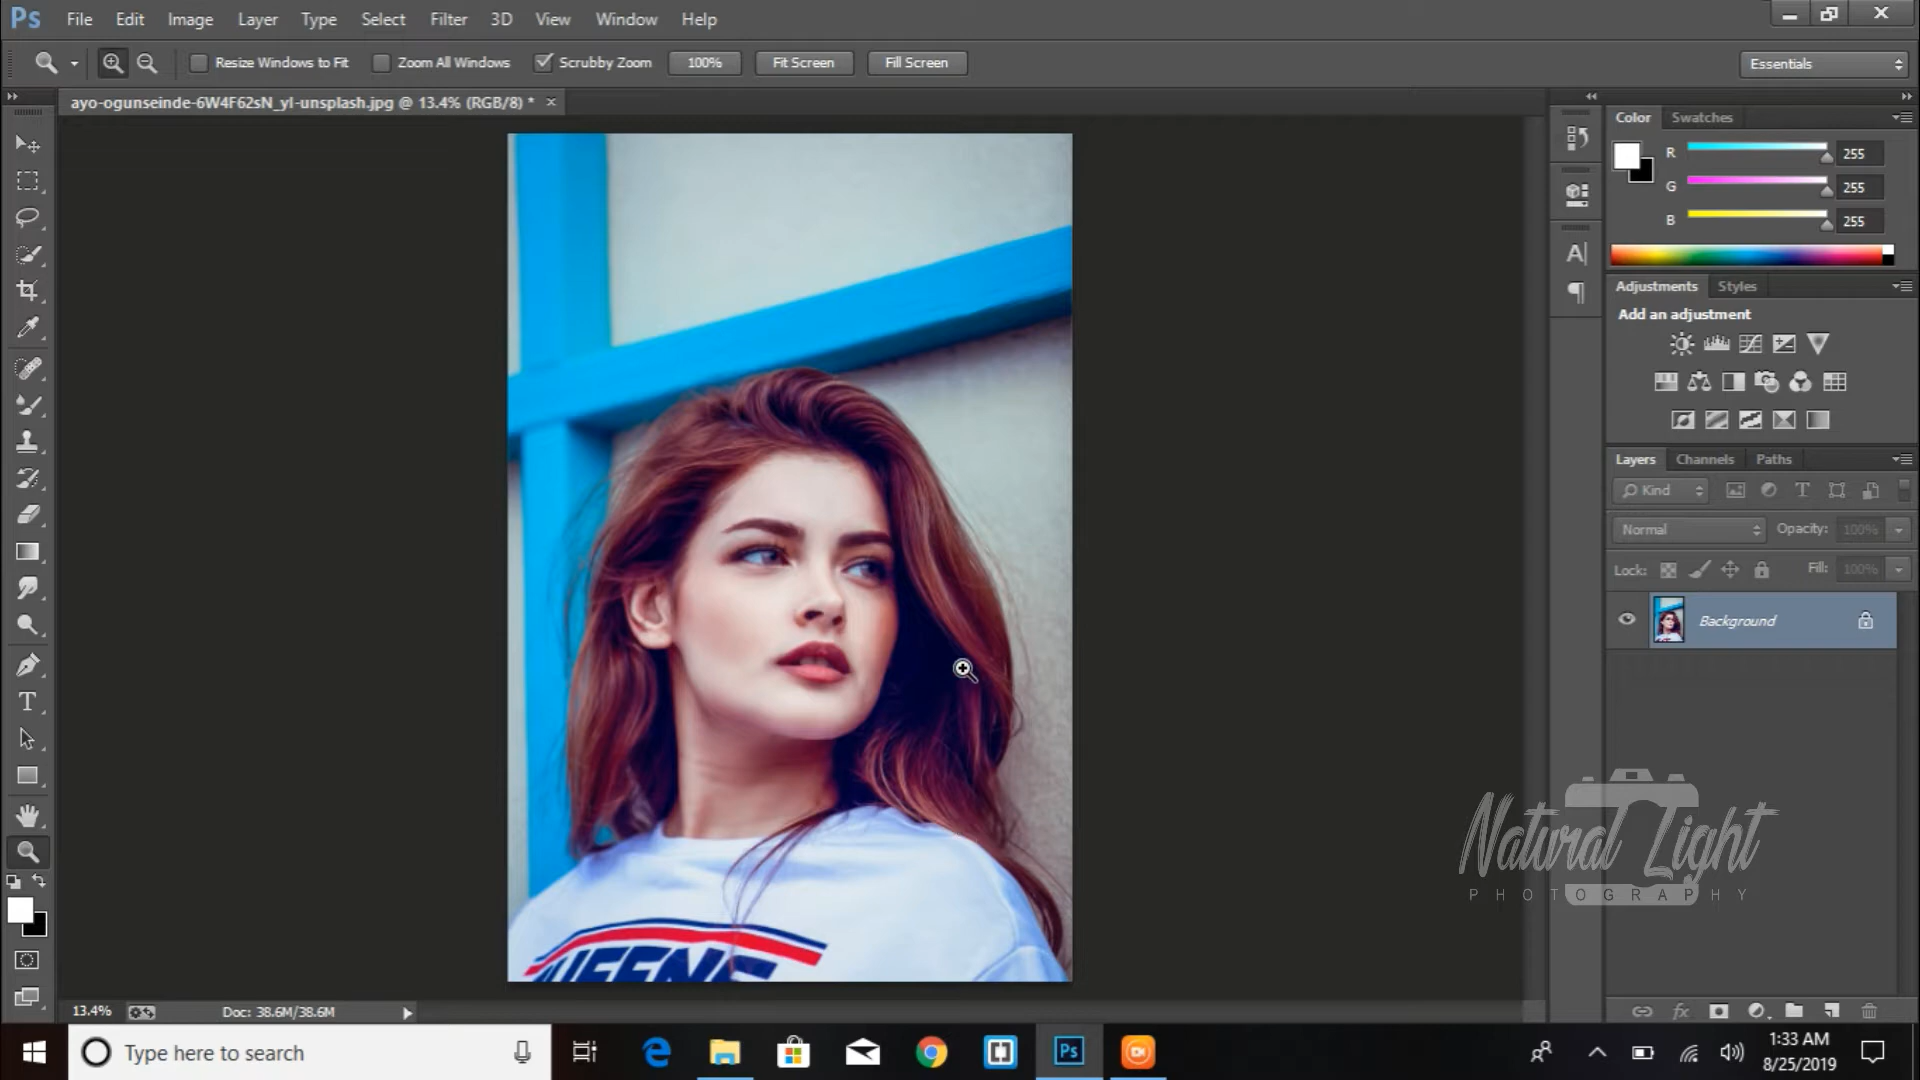 Ps File Edit Image Layer Type Select Filter 3D View Window Help
Resize Windows to Fit Zoom All Windows Scrubby Zoom 100% Fit Screen Fill Screen Essentials
ayo-ogunseinde-6W4F62sN_yI-unsplash.jpg @ 13.4% (RGB/8) * ×
Color Swatches
R 255
G 255
B 255
Adjustments Styles
Add an adjustment
Layers Channels Paths
Kind
Normal Opacity: 100%
Lock: Fill: 100%
Background
Natural Light
PHOTOGRAPHY
QUEENS
13.4% Doc: 38.6M/38.6M
Type here to search
Ps
1:33 AM
8/25/2019